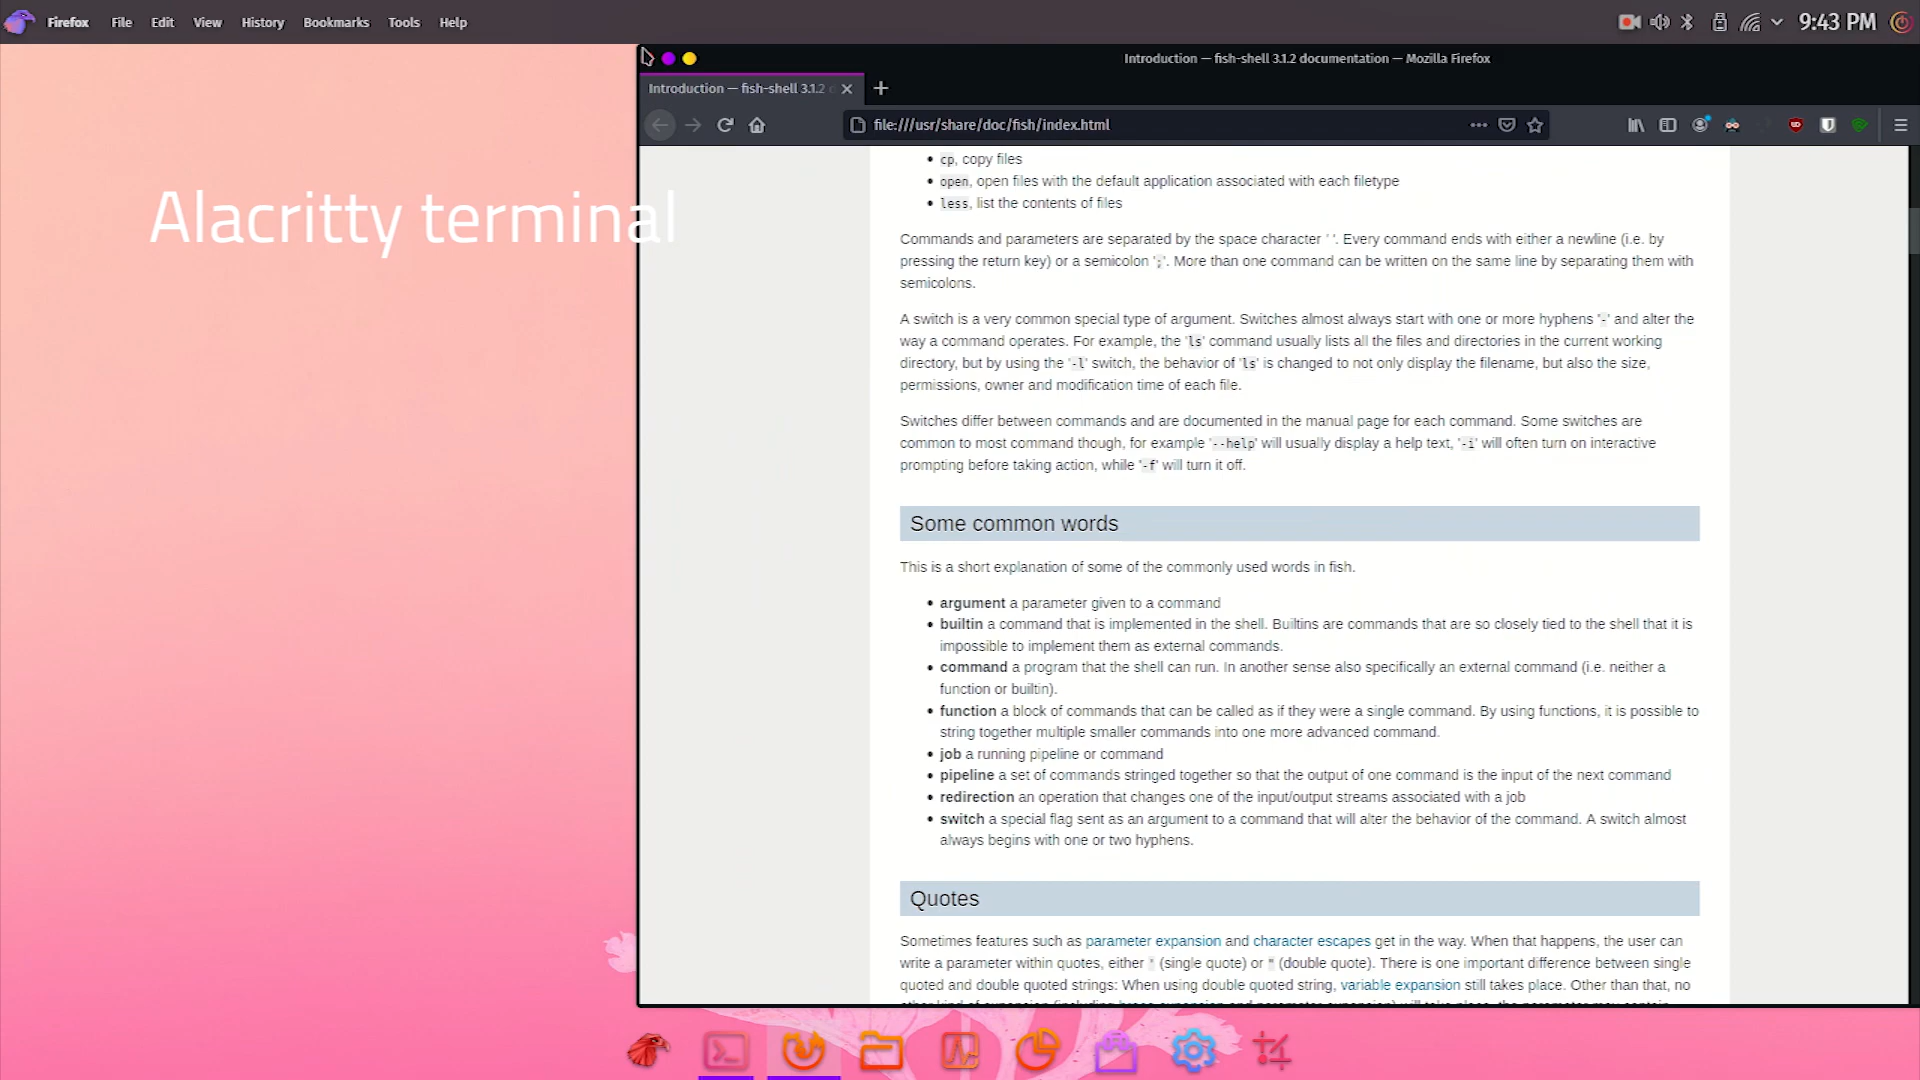 Firefox File Edit View History Bookmarks Tools Help 9:43 PM
Introduction — fish-shell 3.1.2 documentation — Mozilla Firefox
Introduction — fish-shell 3.1.2
file:///usr/share/doc/fish/index.html
Alacritty terminal
cp, copy files
open, open files with the default application associated with each filetype
less, list the contents of files
Commands and parameters are separated by the space character ' '. Every command ends with either a newline (i.e. by
pressing the return key) or a semicolon ';'. More than one command can be written on the same line by separating them with
semicolons.
A switch is a very common special type of argument. Switches almost always start with one or more hyphens '-' and alter the
way a command operates. For example, the 'ls' command usually lists all the files and directories in the current working
directory, but by using the '-l' switch, the behavior of 'ls' is changed to not only display the filename, but also the size,
permissions, owner and modification time of each file.
Switches differ between commands and are documented in the manual page for each command. Some switches are
common to most command though, for example '--help' will usually display a help text, '-i' will often turn on interactive
prompting before taking action, while '-f' will turn it off.
Some common words
This is a short explanation of some of the commonly used words in fish.
argument a parameter given to a command
builtin a command that is implemented in the shell. Builtins are commands that are so closely tied to the shell that it is
impossible to implement them as external commands.
command a program that the shell can run. In another sense also specifically an external command (i.e. neither a
function or builtin).
function a block of commands that can be called as if they were a single command. By using functions, it is possible to
string together multiple smaller commands into one more advanced command.
job a running pipeline or command
pipeline a set of commands stringed together so that the output of one command is the input of the next command
redirection an operation that changes one of the input/output streams associated with a job
switch a special flag sent as an argument to a command that will alter the behavior of the command. A switch almost
always begins with one or two hyphens.
Quotes
Sometimes features such as parameter expansion and character escapes get in the way. When that happens, the user can
write a parameter within quotes, either ' (single quote) or " (double quote). There is one important difference between single
quoted and double quoted strings: When using double quoted string, variable expansion still takes place. Other than that, no